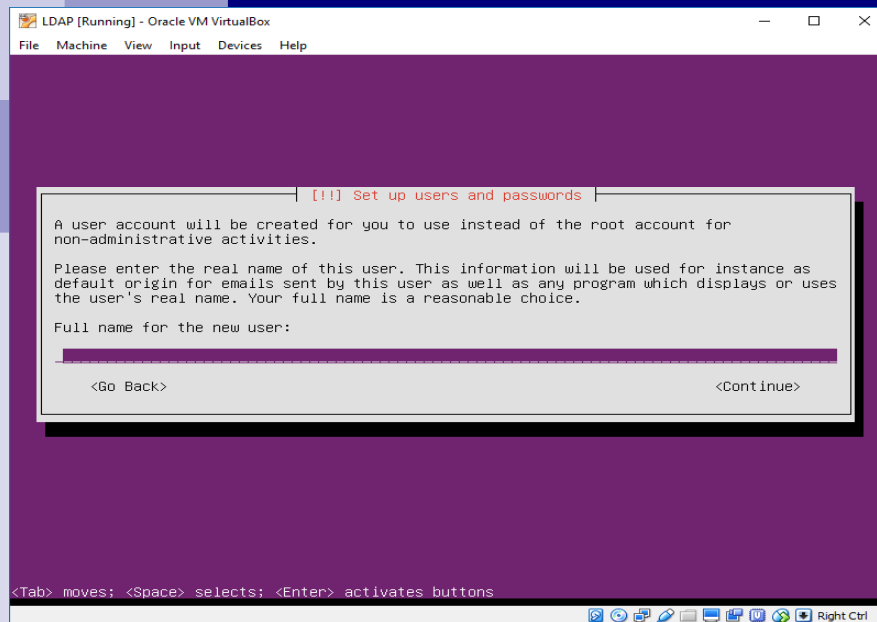 LDAP [Running] - Oracle VM VirtualBox
File Machine View Input Devices Help
[!!] Set up users and passwords
A user account will be created for you to use instead of the root account for
non-administrative activities.
Please enter the real name of this user. This information will be used for instance as
default origin for emails sent by this user as well as any program which displays or uses
the user's real name. Your full name is a reasonable choice.
Full name for the new user:
<Go Back> <Continue>
<Tab> moves; <Space> selects; <Enter> activates buttons
Right Ctrl